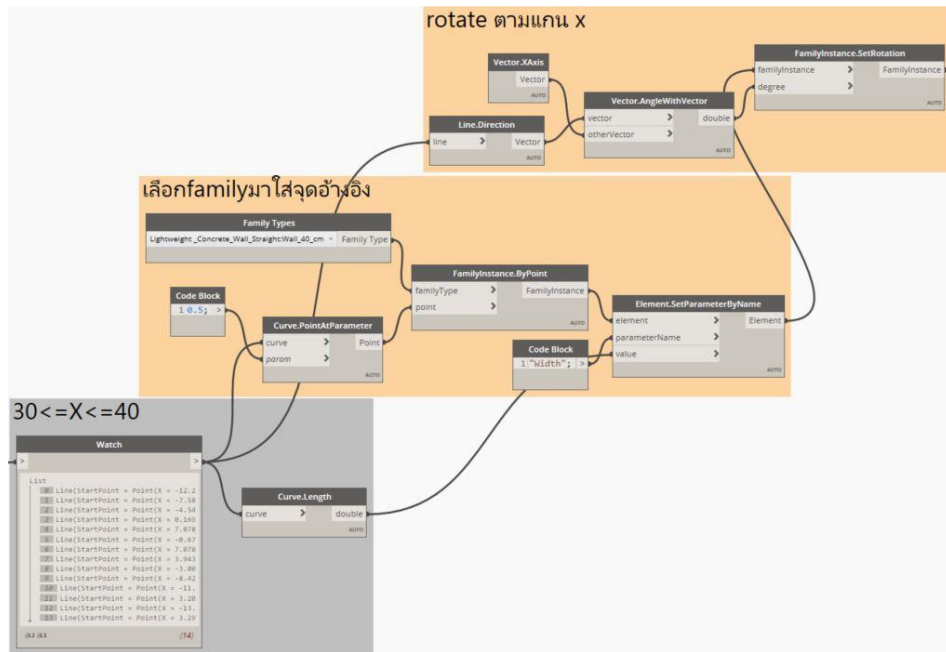 rotate ตามแกน x
FamilyInstance.SetRotation
familyInstance > FamilyInstance
degree >
AUTO
Vector.XAxis
Vector
AUTO
Vector.AngleWithVector
vector > double
otherVector >
AUTO
Line.Direction
line > Vector
AUTO
เลือกfamilyมาใส่จุดอ้างอิง
Family Types
Lightweight _Concrete_Wall_Straight:Wall_40_cm Family Type
FamilyInstance.ByPoint
familyType > FamilyInstance
point >
AUTO
Code Block
1 0.5; >
Curve.PointAtParameter
curve > Point
param >
AUTO
Element.SetParameterByName
element > Element
parameterName >
value >
AUTO
Code Block
1 "Width"; >
30<=X<=40
Watch
> >
List
0 Line(StartPoint = Point(X = -12.2
1 Line(StartPoint = Point(X = -7.58
2 Line(StartPoint = Point(X = -4.54
3 Line(StartPoint = Point(X = 0.169
4 Line(StartPoint = Point(X = 7.078
5 Line(StartPoint = Point(X = -0.67
6 Line(StartPoint = Point(X = 7.078
7 Line(StartPoint = Point(X = 3.943
8 Line(StartPoint = Point(X = -3.80
9 Line(StartPoint = Point(X = -8.42
10 Line(StartPoint = Point(X = -11.
11 Line(StartPoint = Point(X = 3.20
12 Line(StartPoint = Point(X = -13.
13 Line(StartPoint = Point(X = 3.29
@L2 @L1 {14}
Curve.Length
curve > double
AUTO